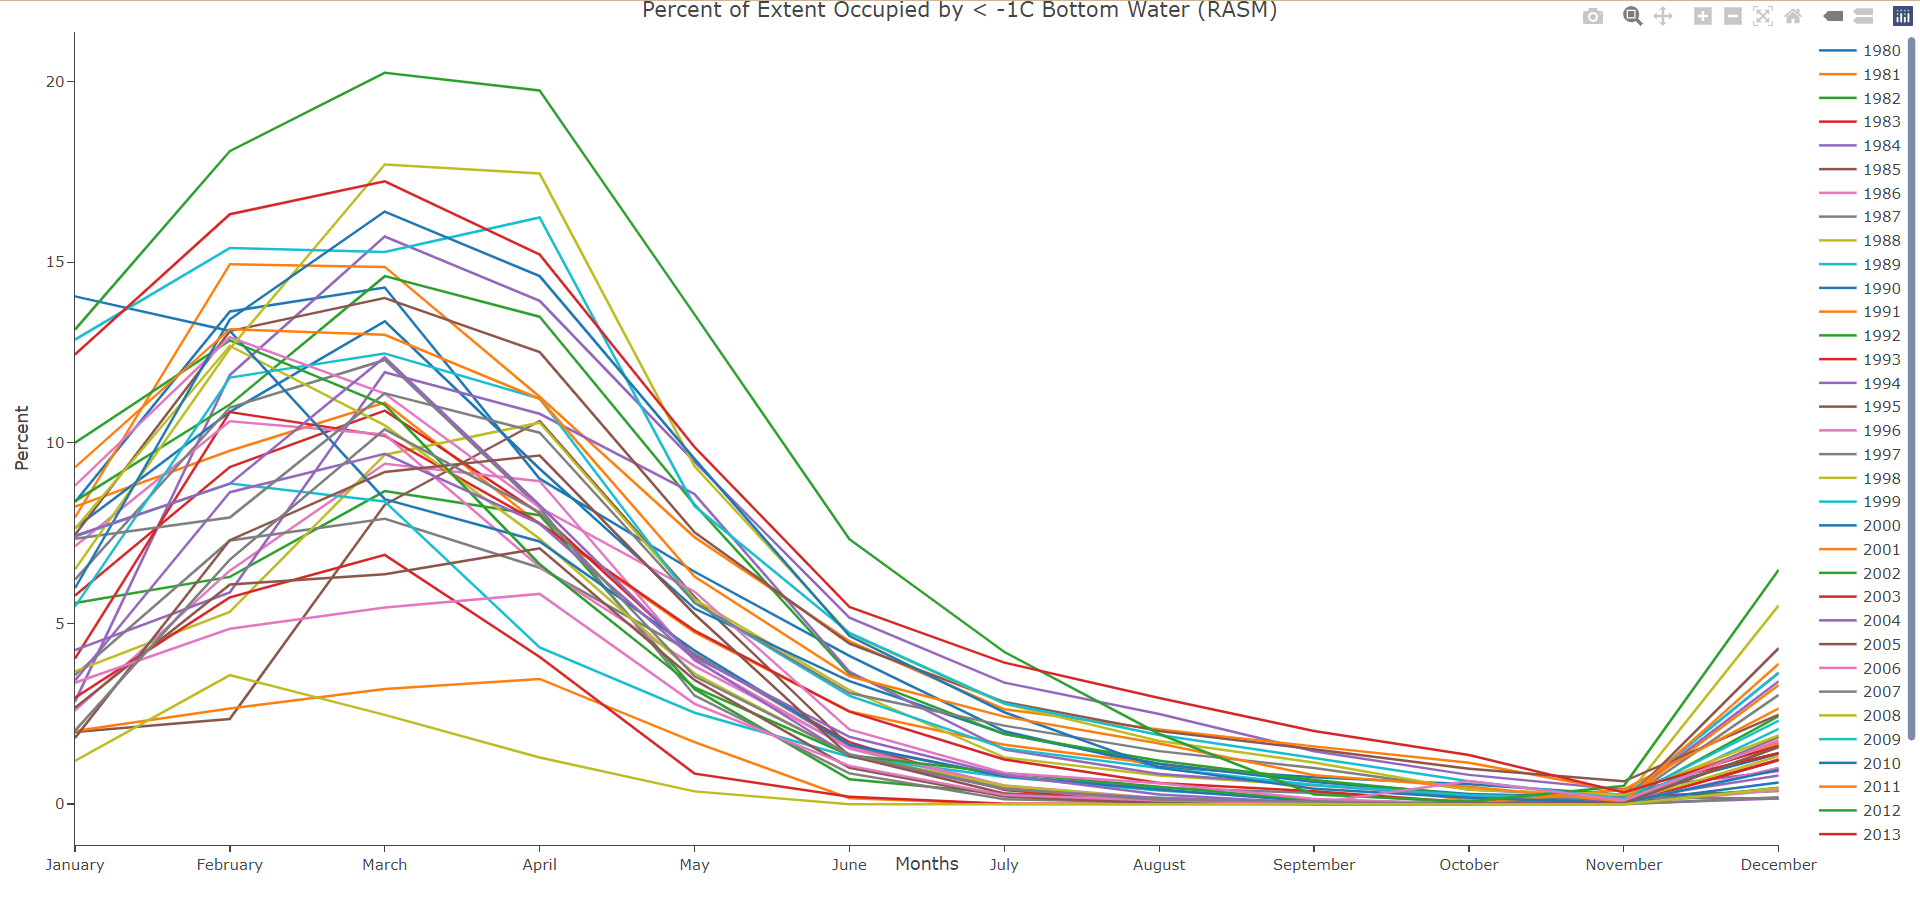 Percent of Extent Occupied by < -1C Bottom Water (RASM)
Percent
20
15
10
5
0
January
February
March
April
May
June
July
August
September
October
November
December
Months
1980
1981
1982
1983
1984
1985
1986
1987
1988
1989
1990
1991
1992
1993
1994
1995
1996
1997
1998
1999
2000
2001
2002
2003
2004
2005
2006
2007
2008
2009
2010
2011
2012
2013